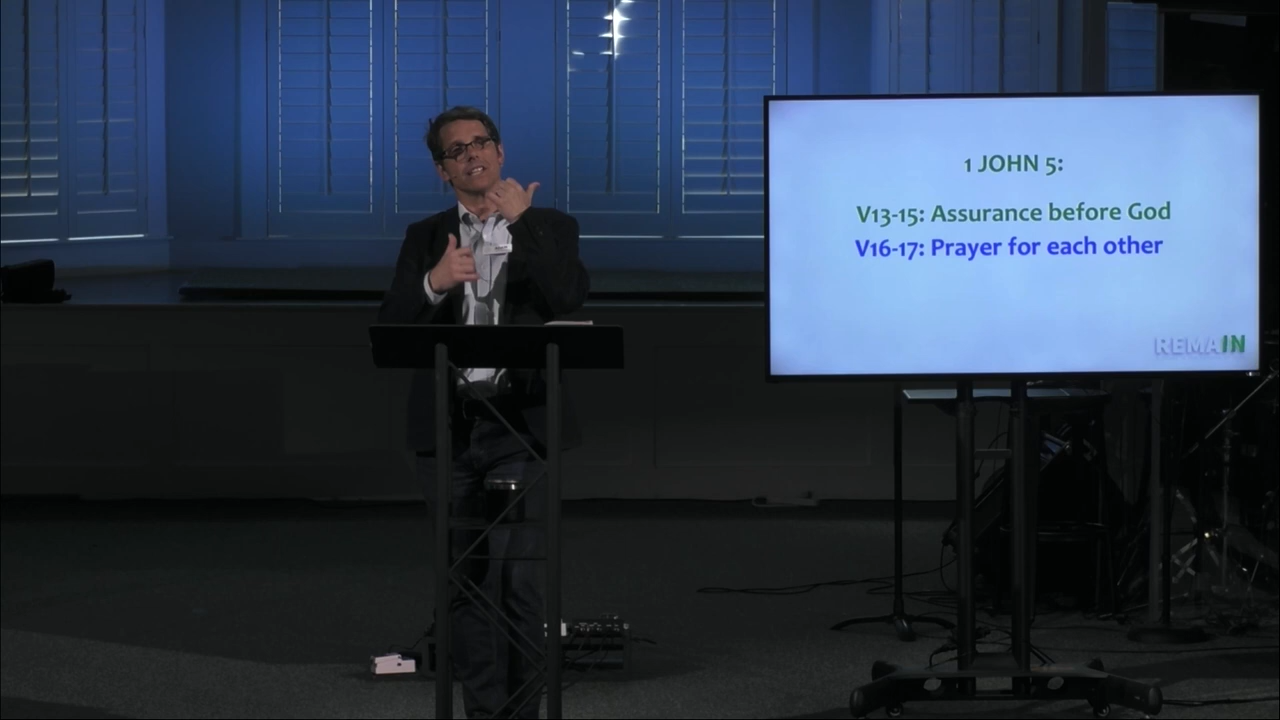 1 JOHN 5:
V13-15: Assurance before God
V16-17: Prayer for each other
REMAIN